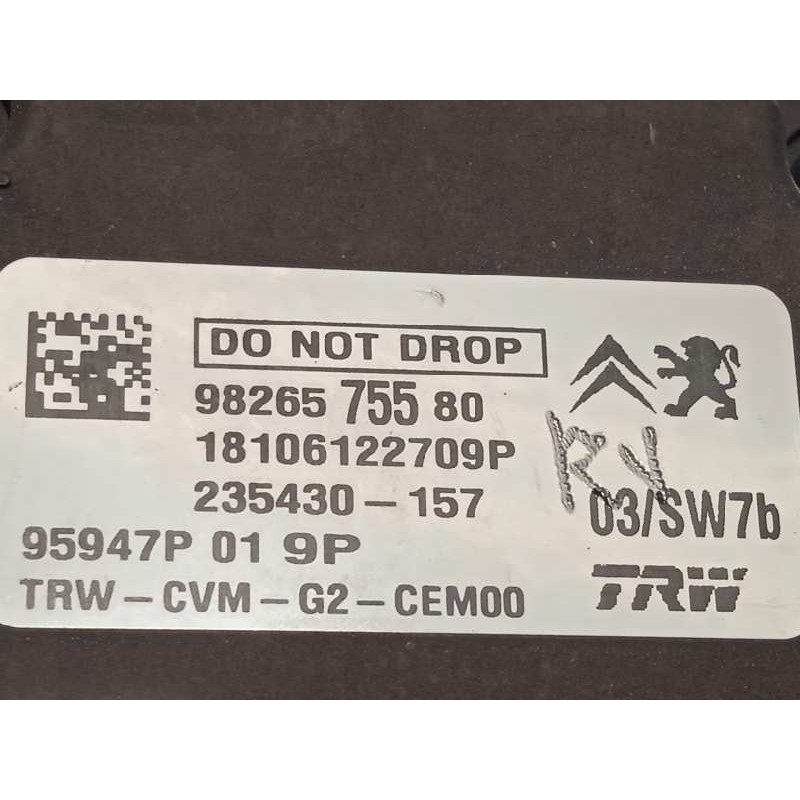 DO NOT DROP
98265 755 80
18106122709P
235430-157
03/SW7b
95947P 01 9P
TRW-CVM-G2-CEM00
TRW